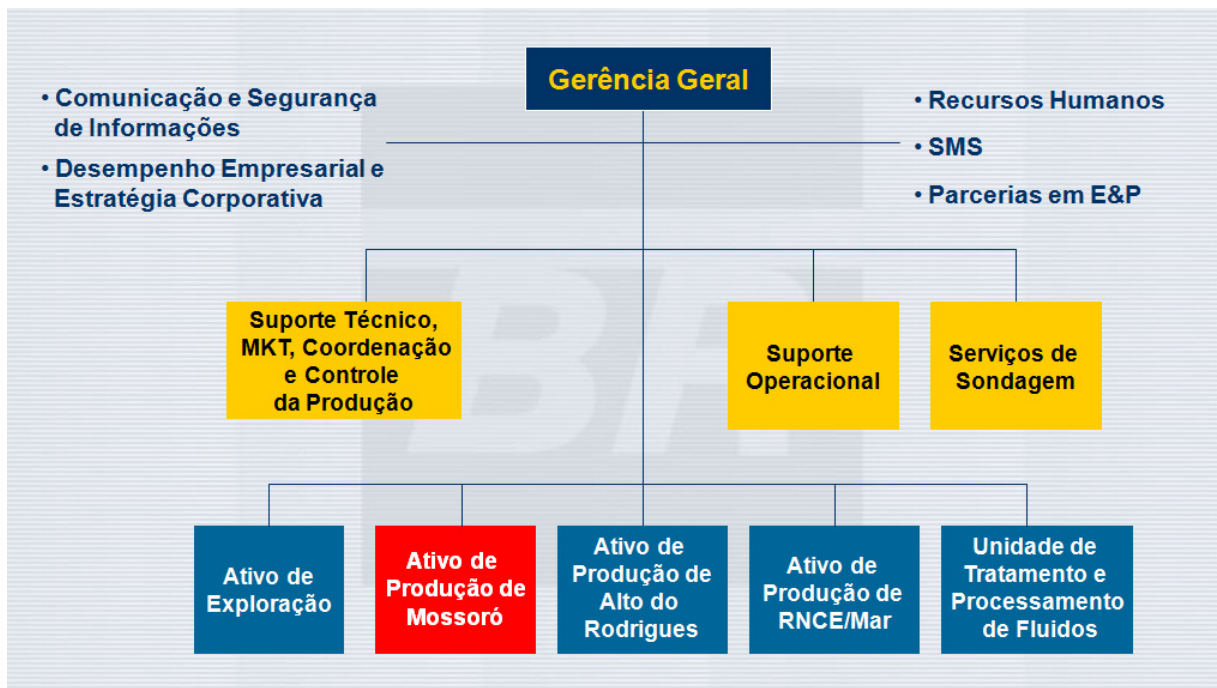 Gerência Geral
• Comunicação e Segurança
de Informações
• Desempenho Empresarial e
Estratégia Corporativa
• Recursos Humanos
• SMS
• Parcerias em E&P
Suporte Técnico,
MKT, Coordenação
e Controle
da Produção
Suporte
Operacional
Serviços de
Sondagem
Ativo de
Exploração
Ativo de
Produção de
Mossoró
Ativo de
Produção de
Alto do
Rodrigues
Ativo de
Produção de
RNCE/Mar
Unidade de
Tratamento e
Processamento
de Fluidos
BR